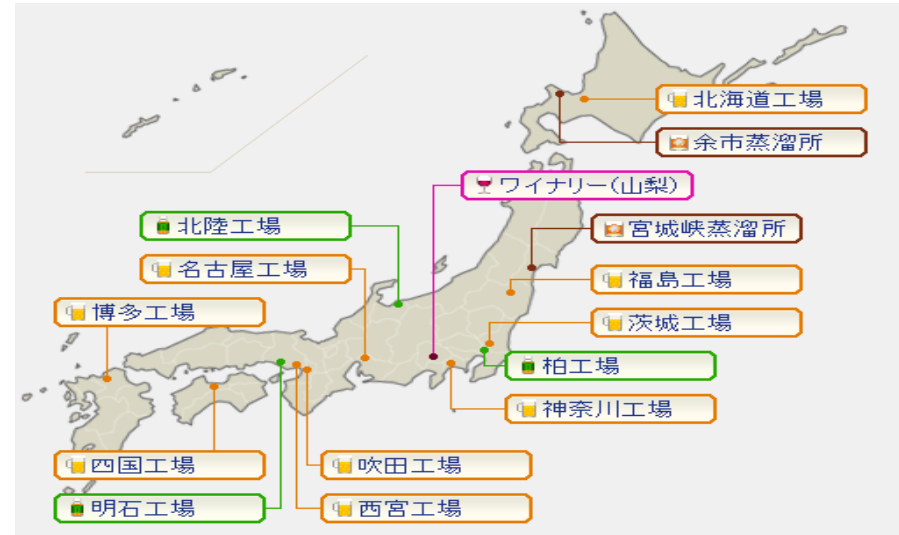 北海道工場
余市蒸溜所
ワイナリー(山梨)
北陸工場
宮城峡蒸溜所
名古屋工場
福島工場
博多工場
茨城工場
柏工場
神奈川工場
四国工場
吹田工場
明石工場
西宮工場